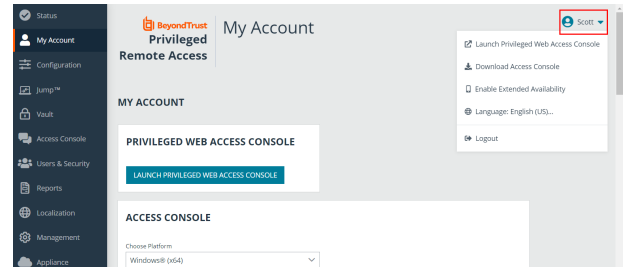 Status
My Account
Configuration
Jump™
Vault
Access Console
Users & Security
Reports
Localization
Management
Appliance
BeyondTrust
Privileged
Remote Access
My Account
Scott
Launch Privileged Web Access Console
Download Access Console
Enable Extended Availability
Language: English (US)...
Logout
MY ACCOUNT
PRIVILEGED WEB ACCESS CONSOLE
LAUNCH PRIVILEGED WEB ACCESS CONSOLE
ACCESS CONSOLE
Choose Platform
Windows® (x64)